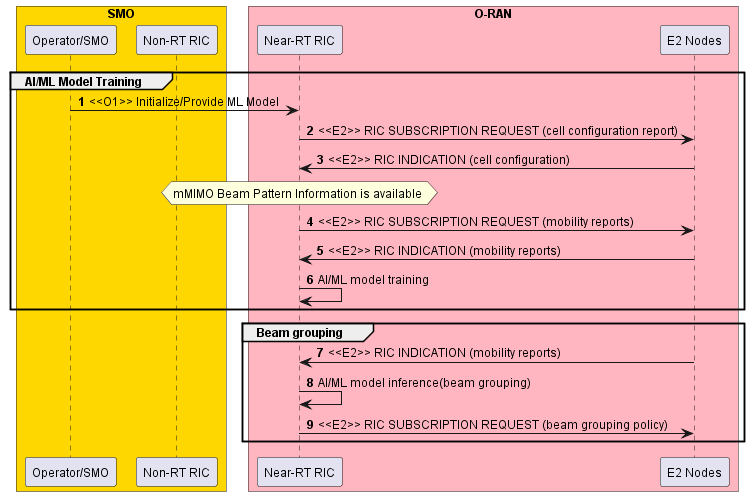 SMO
O-RAN
Operator/SMO
Non-RT RIC
Near-RT RIC
E2 Nodes
AI/ML Model Training
1 <<O1>> Initialize/Provide ML Model
2 <<E2>> RIC SUBSCRIPTION REQUEST (cell configuration report)
3 <<E2>> RIC INDICATION (cell configuration)
mMIMO Beam Pattern Information is available
4 <<E2>> RIC SUBSCRIPTION REQUEST (mobility reports)
5 <<E2>> RIC INDICATION (mobility reports)
6 AI/ML model training
Beam grouping
7 <<E2>> RIC INDICATION (mobility reports)
8 AI/ML model inference(beam grouping)
9 <<E2>> RIC SUBSCRIPTION REQUEST (beam grouping policy)
Operator/SMO
Non-RT RIC
Near-RT RIC
E2 Nodes